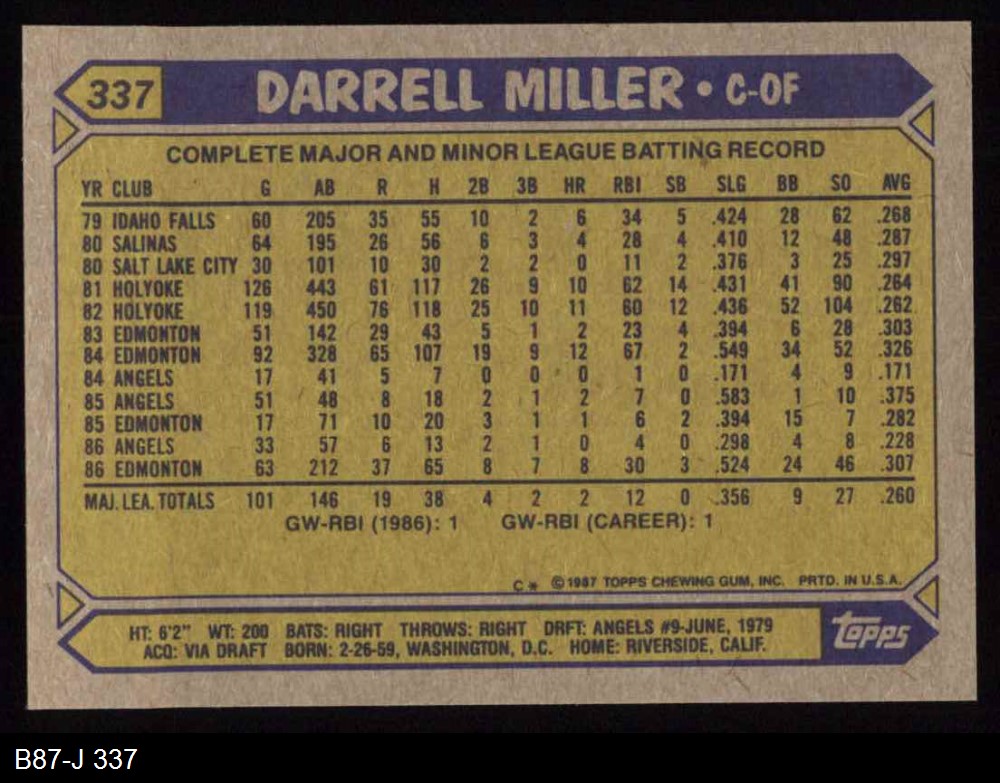 337 DARRELL MILLER • C-OF
COMPLETE MAJOR AND MINOR LEAGUE BATTING RECORD
YR CLUB G AB R H 2B 3B HR RBI SB SLG BB SO AVG
79 IDAHO FALLS 60 205 35 55 10 2 6 34 5 .424 28 62 .268
80 SALINAS 64 195 26 56 6 3 4 28 4 .410 12 48 .287
80 SALT LAKE CITY 30 101 10 30 2 2 0 11 2 .376 3 25 .297
81 HOLYOKE 126 443 61 117 26 9 10 62 14 .431 41 90 .264
82 HOLYOKE 119 450 76 118 25 10 11 60 12 .436 52 104 .262
83 EDMONTON 51 142 29 43 5 1 2 23 4 .394 6 28 .303
84 EDMONTON 92 328 65 107 19 9 12 67 2 .549 34 52 .326
84 ANGELS 17 41 5 7 0 0 0 1 0 .171 4 9 .171
85 ANGELS 51 48 8 18 2 1 2 7 0 .583 1 10 .375
85 EDMONTON 17 71 10 20 3 1 1 6 2 .394 15 7 .282
86 ANGELS 33 57 6 13 2 1 0 4 0 .298 4 8 .228
86 EDMONTON 63 212 37 65 8 7 8 30 3 .524 24 46 .307
MAJ. LEA. TOTALS 101 146 19 38 4 2 2 12 0 .356 9 27 .260
GW-RBI (1986): 1 GW-RBI (CAREER): 1
C* ©1987 TOPPS CHEWING GUM, INC. PRTD. IN U.S.A.
HT: 6'2" WT: 200 BATS: RIGHT THROWS: RIGHT DRFT: ANGELS #9-JUNE, 1979
ACQ: VIA DRAFT BORN: 2-26-59, WASHINGTON, D.C. HOME: RIVERSIDE, CALIF.
topps
B87-J 337